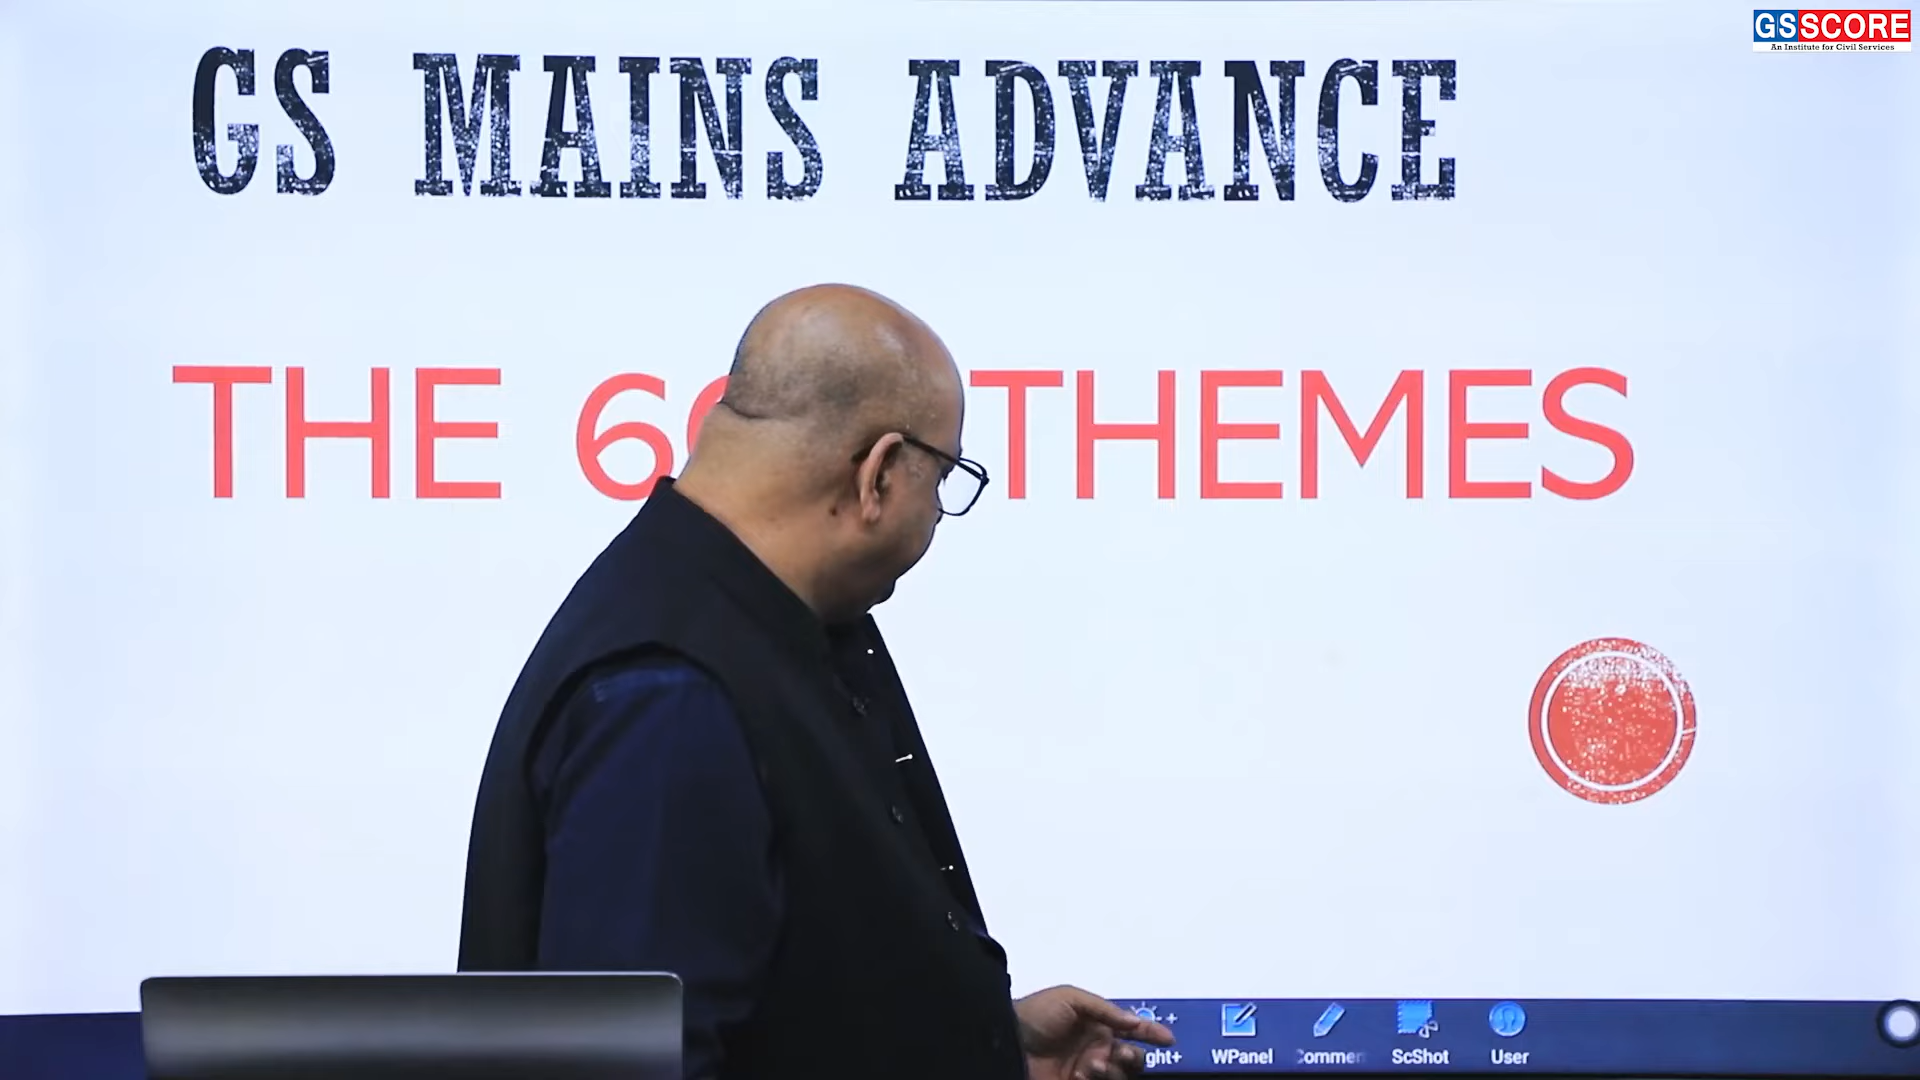 GSSCORE
An Institute for Civil Services
GS MAINS ADVANCE
THE THEMES
WPanel ScShot User